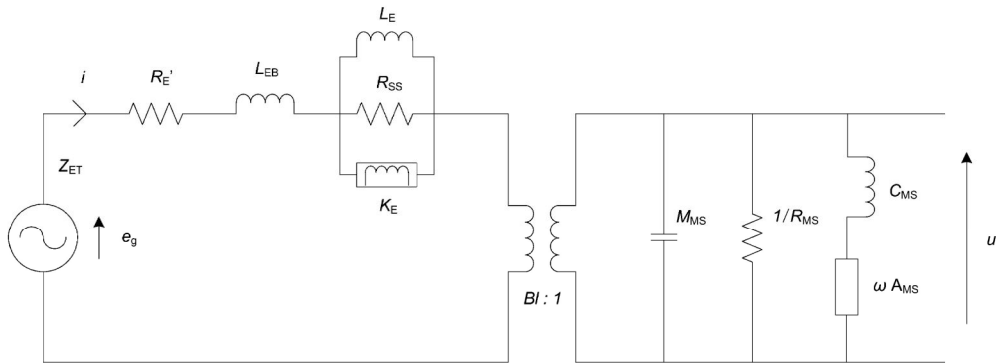 L_E
i
R_E'
L_EB
R_SS
Z_ET
K_E
C_MS
M_MS
1/R_MS
e_g
u
ω A_MS
Bl : 1